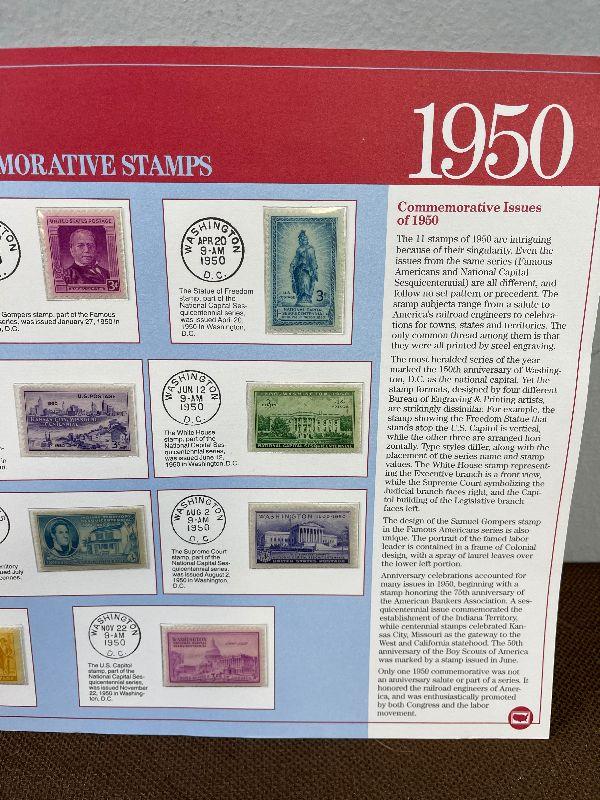 1950
MORATIVE STAMPS
Commemorative Issues
of 1950
The 11 stamps of 1950 are intriguing
because of their singularity. Even the
issues from the same series (Famous
Americans and National Capital
Sesquicentennial) are all different, and
follow no set pattern or precedent. The
stamp subjects range from a salute to
America's railroad engineers to celebra-
tions for towns, states and territories. The
only common thread among them is that
they were all printed by steel engraving.
The most heralded series of the year
marked the 150th anniversary of Washing-
ton, D.C. as the national capital. Yet the
stamp formats, designed by four different
Bureau of Engraving & Printing artists,
are strikingly dissimilar. For example, the
stamp showing the Freedom Statue that
stands atop the U.S. Capitol is vertical,
while the other three are arranged hori
zontally. Type styles differ, along with the
placement of the series name and stamp
values. The White House stamp represent-
ing the Executive branch is a front view,
while the Supreme Court symbolizing the
Judicial branch faces right, and the Capi-
tol building of the Legislative branch
faces left.
The design of the Samuel Gompers stamp
in the Famous Americans series is also
unique. The portrait of the famed labor
leader is contained in a frame of Colonial
design, with a spray of laurel leaves over
the lower left portion.
Anniversary celebrations accounted for
many issues in 1950, beginning with a
stamp honoring the 75th anniversary of
the American Bankers Association. A ses-
quicentennial issue commemorated the
establishment of the Indiana Territory,
while centennial stamps celebrated Kan-
sas City, Missouri as the gateway to the
West and California statehood. The 50th
anniversary of the Boy Scouts of America
was marked by a stamp issued in June.
Only one 1950 commemorative was not
an anniversary salute or part of a series. It
honored the railroad engineers of Amer-
ica, and was enthusiastically promoted
by both Congress and the labor
movement.
UNITED STATES POSTAGE
3¢
Gompers stamp, part of the Famous
series, was issued January 27, 1950 in
, D.C.
WASHINGTON
APR 20
9-AM
1950
D.C.
The Statue of Freedom
stamp, part of the
National Capital Ses-
quicentennial series,
was issued April 20,
1950 in Washington,
D.C.
3¢
U.S. POSTAGE
WASHINGTON
JUN 12
9-AM
1950
D.C.
The White House
stamp, part of the
National Capital Ses-
quicentennial series,
was issued June 12,
1950 in Washington, D.C.
NATIONAL CAPITAL SESQUICENTENNIAL
WASHINGTON
AUG 2
9-AM
1950
D.C.
The Supreme Court
stamp, part of the
National Capital Ses-
quicentennial series,
was issued August 2,
1950 in Washington, D.C.
UNITED STATES POSTAGE
WASHINGTON
NOV 22
9-AM
1950
D.C.
The U.S. Capitol
stamp, part of the
National Capital Ses-
quicentennial series,
was issued November
22, 1950 in Washing-
ton, D.C.